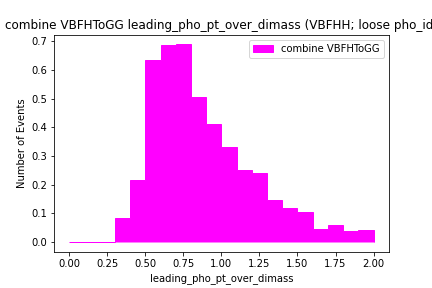 combine VBFHToGG leading_pho_pt_over_dimass (VBFHH; loose pho_id
combine VBFHToGG
Number of Events
0.7
0.6
0.5
0.4
0.3
0.2
0.1
0.0
0.00 0.25 0.50 0.75 1.00 1.25 1.50 1.75 2.00
leading_pho_pt_over_dimass